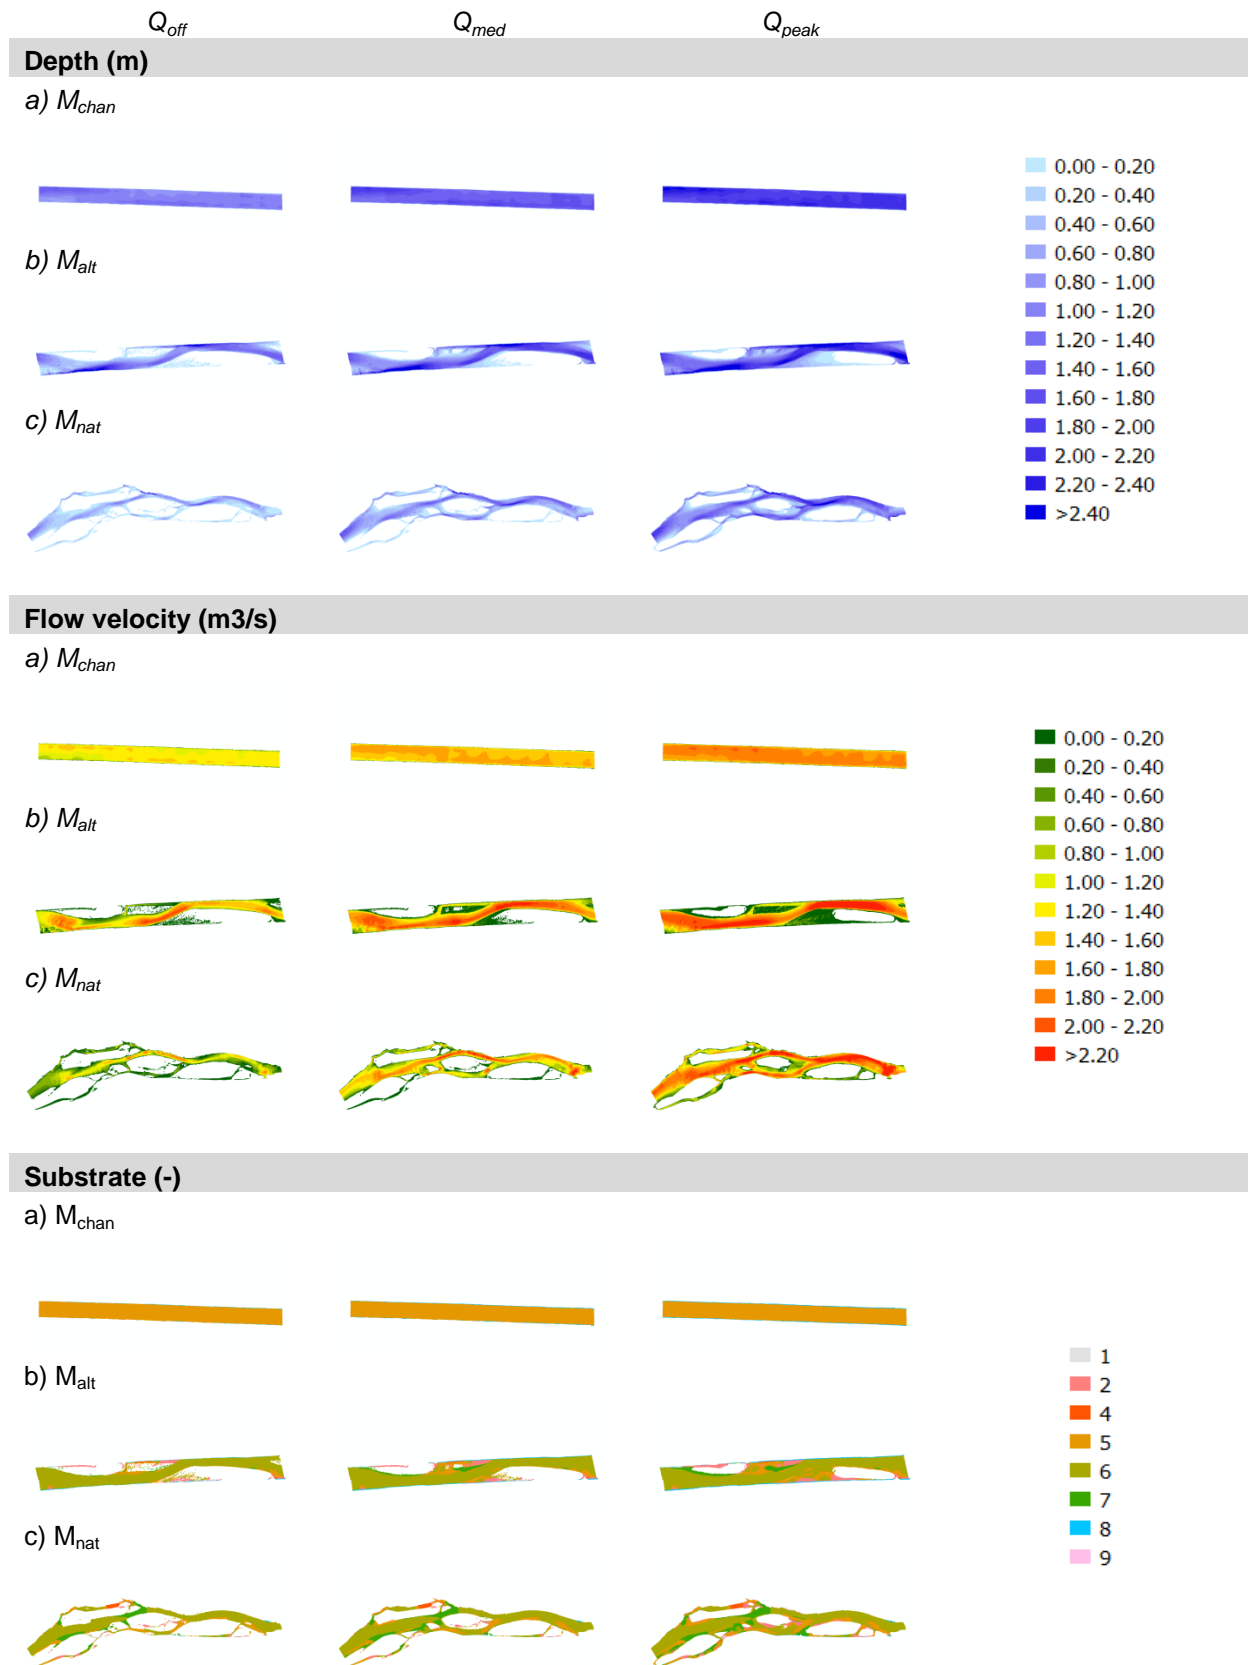 Qoff Qmed Qpeak
Depth (m)
a) Mchan
b) Malt
c) Mnat
0.00 - 0.20
0.20 - 0.40
0.40 - 0.60
0.60 - 0.80
0.80 - 1.00
1.00 - 1.20
1.20 - 1.40
1.40 - 1.60
1.60 - 1.80
1.80 - 2.00
2.00 - 2.20
2.20 - 2.40
>2.40
Flow velocity (m3/s)
a) Mchan
b) Malt
c) Mnat
0.00 - 0.20
0.20 - 0.40
0.40 - 0.60
0.60 - 0.80
0.80 - 1.00
1.00 - 1.20
1.20 - 1.40
1.40 - 1.60
1.60 - 1.80
1.80 - 2.00
2.00 - 2.20
>2.20
Substrate (-)
a) Mchan
b) Malt
c) Mnat
1
2
4
5
6
7
8
9